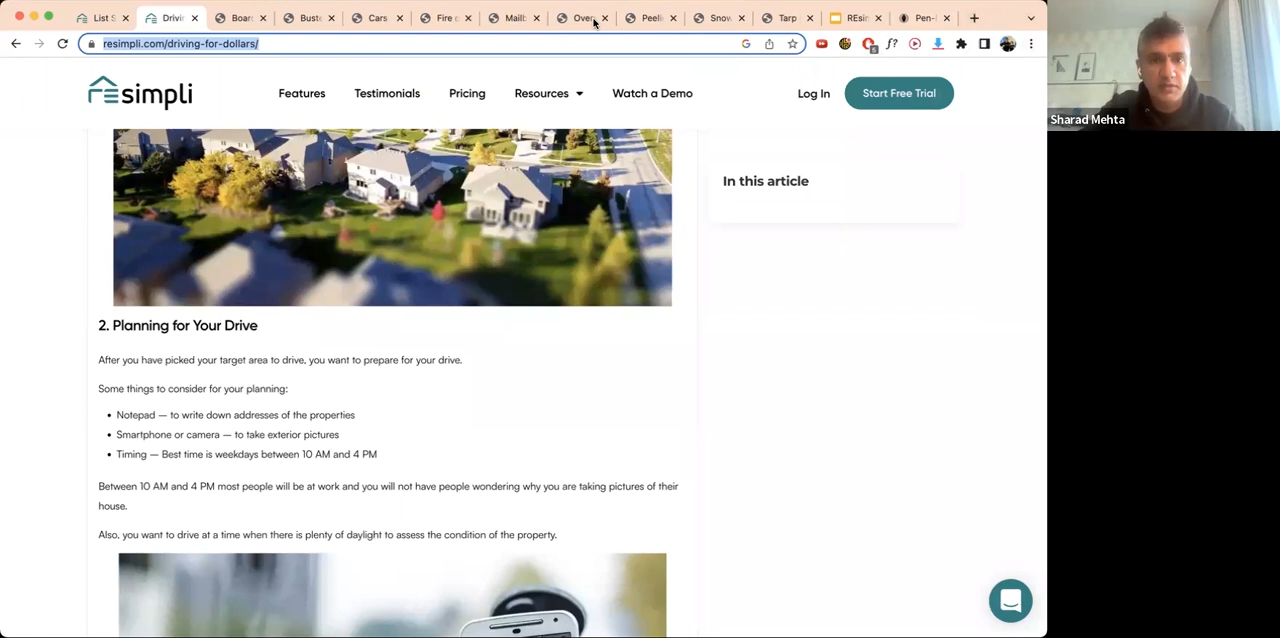 List S
Drivin
Board
Buste
Cars
Fire
Mailb
Over
Peeli
Snow
Tarp
REsin
Pen-
resimpli.com/driving-for-dollars/
REsimpli
Features
Testimonials
Pricing
Resources
Watch a Demo
Log In
Start Free Trial
Sharad Mehta
In this article
2. Planning for Your Drive
After you have picked your target area to drive, you want to prepare for your drive.
Some things to consider for your planning:
• Notepad – to write down addresses of the properties
• Smartphone or camera – to take exterior pictures
• Timing – Best time is weekdays between 10 AM and 4 PM
Between 10 AM and 4 PM most people will be at work and you will not have people wondering why you are taking pictures of their
house.
Also, you want to drive at a time when there is plenty of daylight to assess the condition of the property.